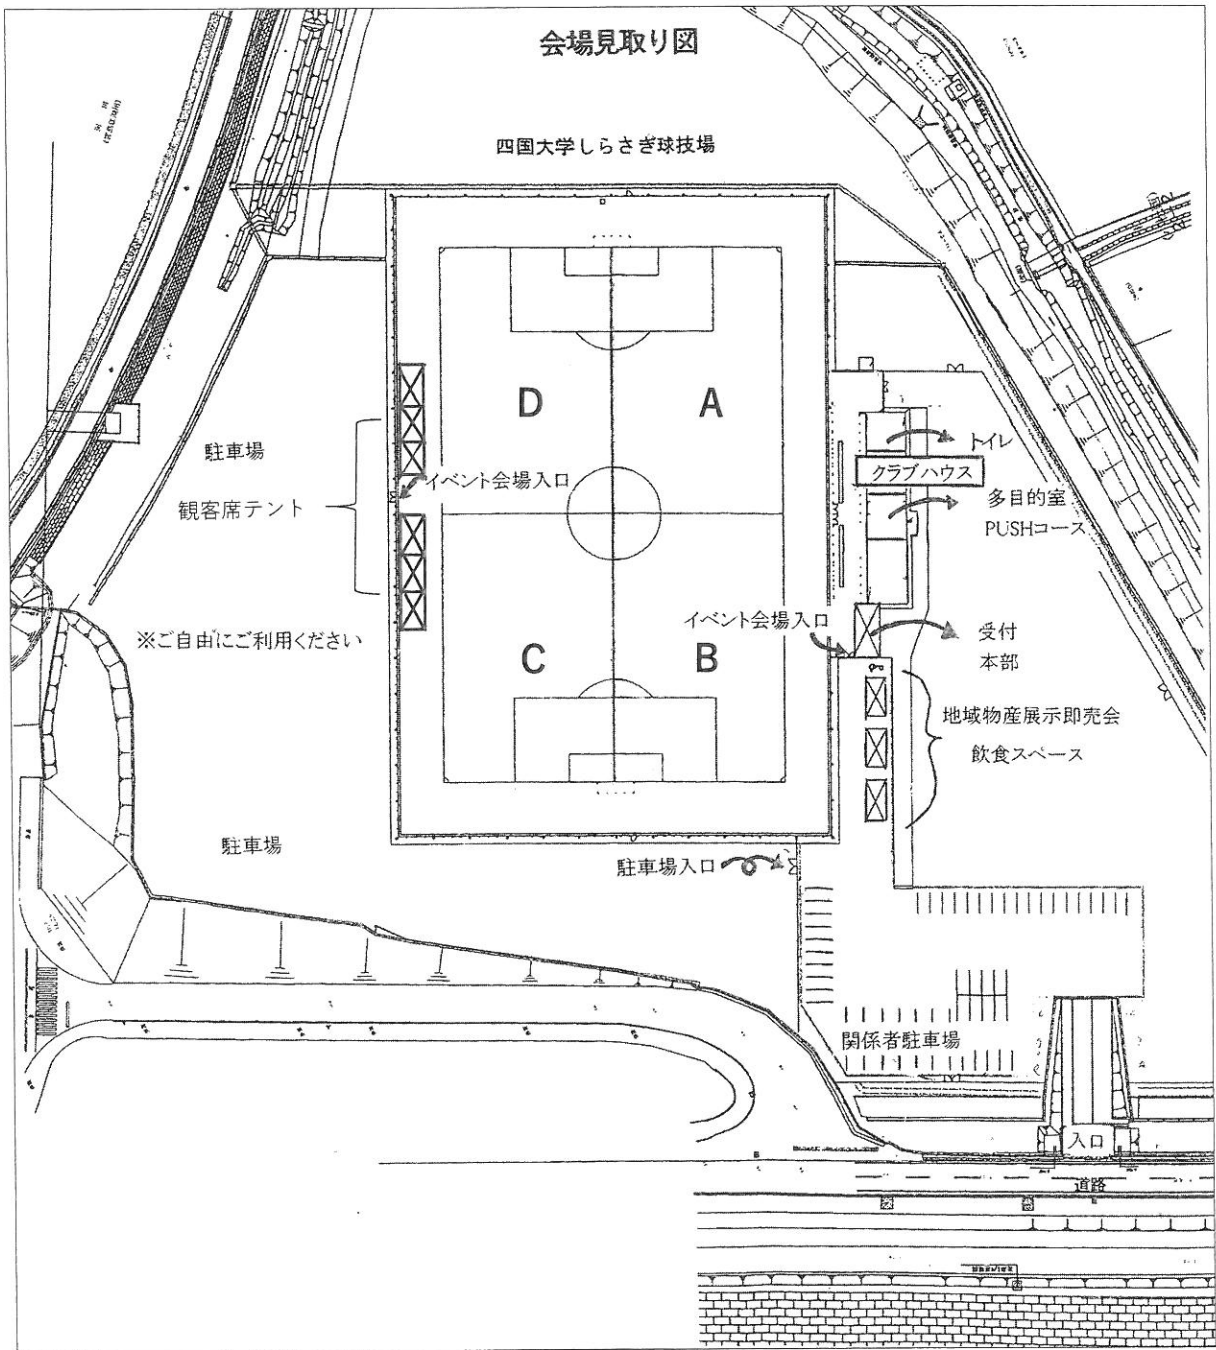 会場見取り図
四国大学しらさぎ球技場
D
A
駐車場
観客席テント
イベント会場入口
トイレ
クラブハウス
多目的室
PUSHコース
※ご自由にご利用ください
C
B
イベント会場入口
受付
本部
地域物産展示即売会
飲食スペース
駐車場
駐車場入口
関係者駐車場
入口
道路